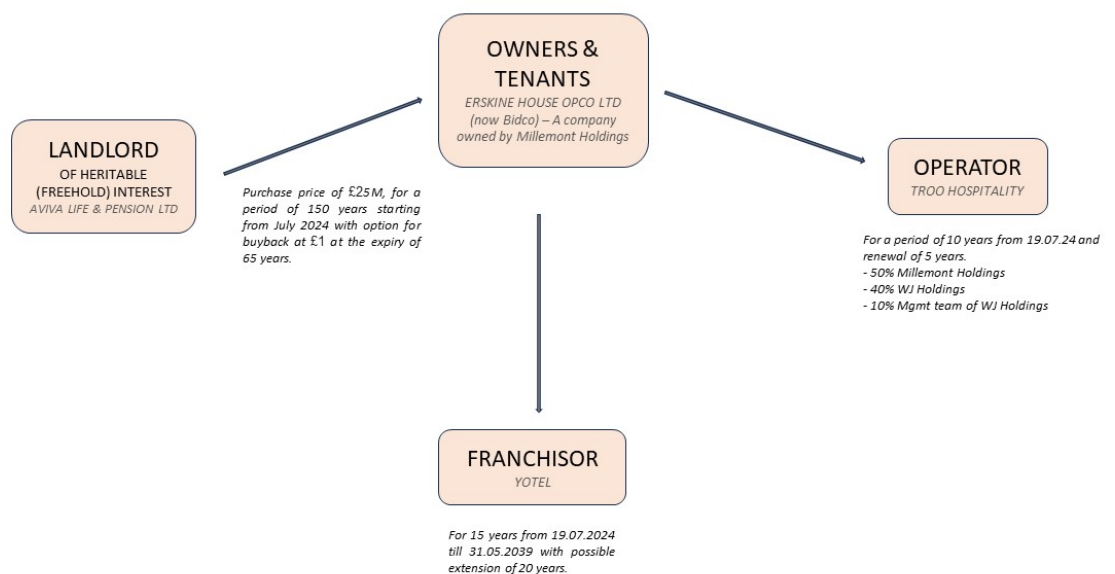 OWNERS &
TENANTS
ERSKINE HOUSE OPCO LTD
(now Bidco) – A company
owned by Millemont Holdings
LANDLORD
OF HERITABLE
(FREEHOLD) INTEREST
AVIVA LIFE & PENSION LTD
Purchase price of £25M, for a
period of 150 years starting
from July 2024 with option for
buyback at £1 at the expiry of
65 years.
OPERATOR
TROO HOSPITALITY
For a period of 10 years from 19.07.24 and
renewal of 5 years.
- 50% Millemont Holdings
- 40% WJ Holdings
- 10% Mgmt team of WJ Holdings
FRANCHISOR
YOTEL
For 15 years from 19.07.2024
till 31.05.2039 with possible
extension of 20 years.